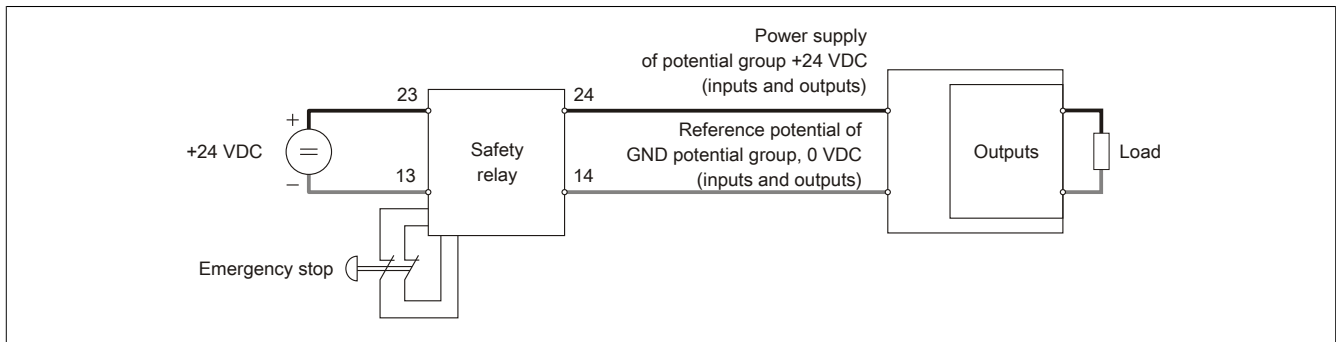 Power supply
of potential group +24 VDC
(inputs and outputs)
23
24
+
+24 VDC
=
−
Safety
relay
Reference potential of
GND potential group, 0 VDC
(inputs and outputs)
Outputs
Load
13
14
Emergency stop